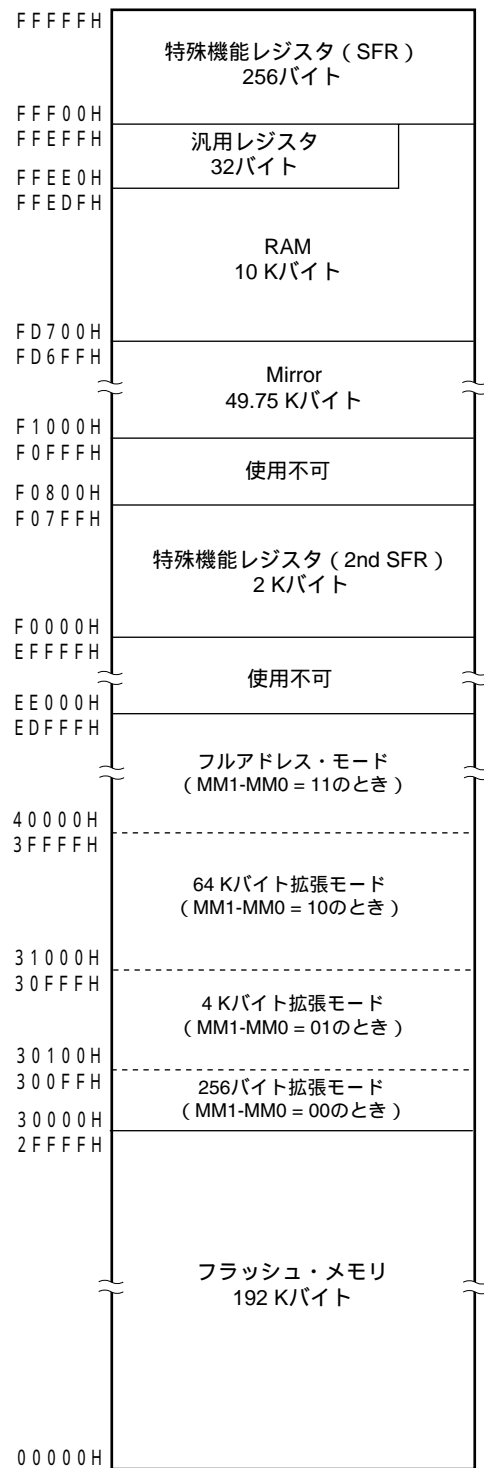 FFFFFH
特殊機能レジスタ(SFR)
256バイト
FFF00H
FFEFFH
汎用レジスタ
32バイト
FFEE0H
FFEDFH
RAM
10 Kバイト
FD700H
FD6FFH
Mirror
49.75 Kバイト
F1000H
F0FFFH
使用不可
F0800H
F07FFH
特殊機能レジスタ(2nd SFR)
2 Kバイト
F0000H
EFFFFH
使用不可
EE000H
EDFFFH
フルアドレス・モード
(MM1-MM0 = 11のとき)
40000H
3FFFFH
64 Kバイト拡張モード
(MM1-MM0 = 10のとき)
31000H
30FFFH
4 Kバイト拡張モード
(MM1-MM0 = 01のとき)
30100H
300FFH
256バイト拡張モード
(MM1-MM0 = 00のとき)
30000H
2FFFFH
フラッシュ・メモリ
192 Kバイト
00000H